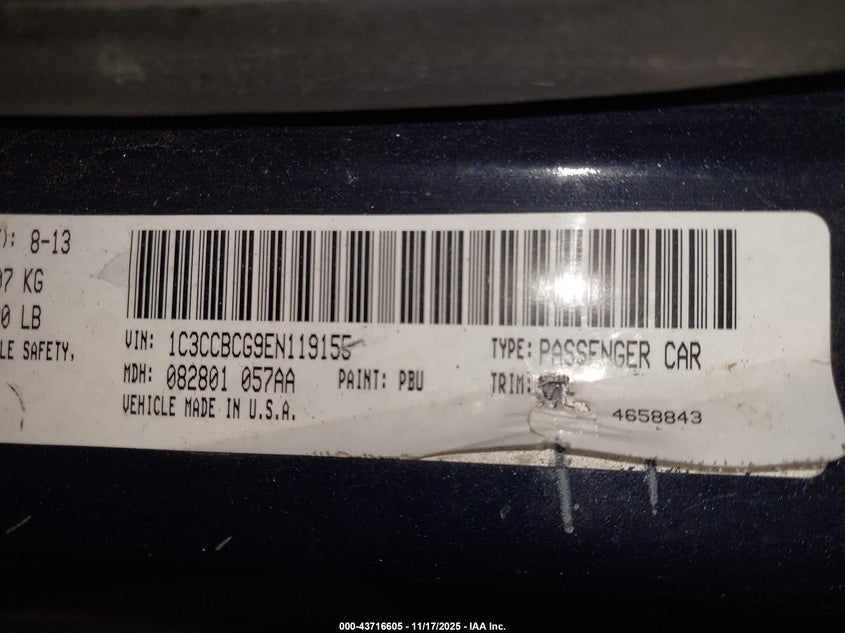 ): 8-13
97 KG
0 LB
LE SAFETY,
VIN: 1C3CCBCG9EN119155
TYPE: PASSENGER CAR
MDH: 082801 057AA
PAINT: PBU
TRIM:
VEHICLE MADE IN U.S.A.
4658843
000-43716605 - 11/17/2025 - IAA Inc.